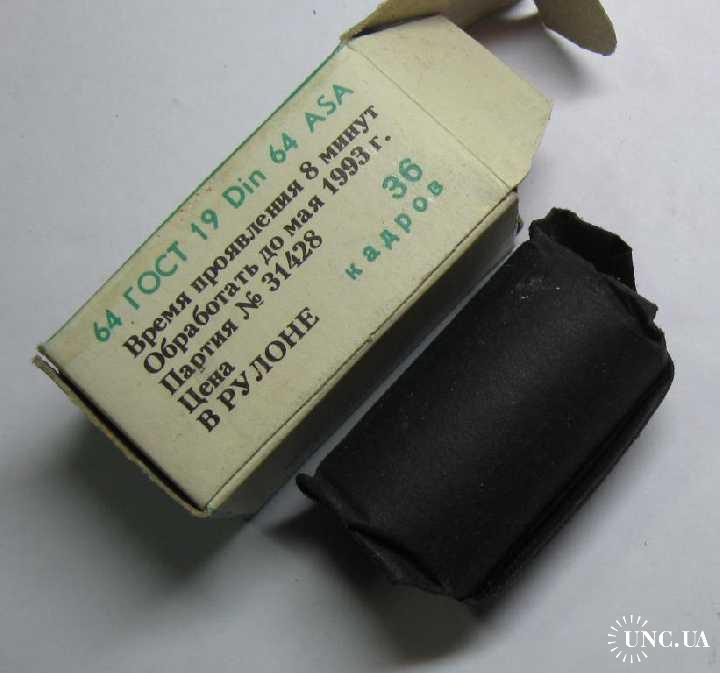 64 ГОСТ 19 Din 64 ASA
Время проявления 8 минут
Обработать до мая 1993 г.
Партия № 31428
Цена
В РУЛОНЕ
36
кадров
UNC.UA